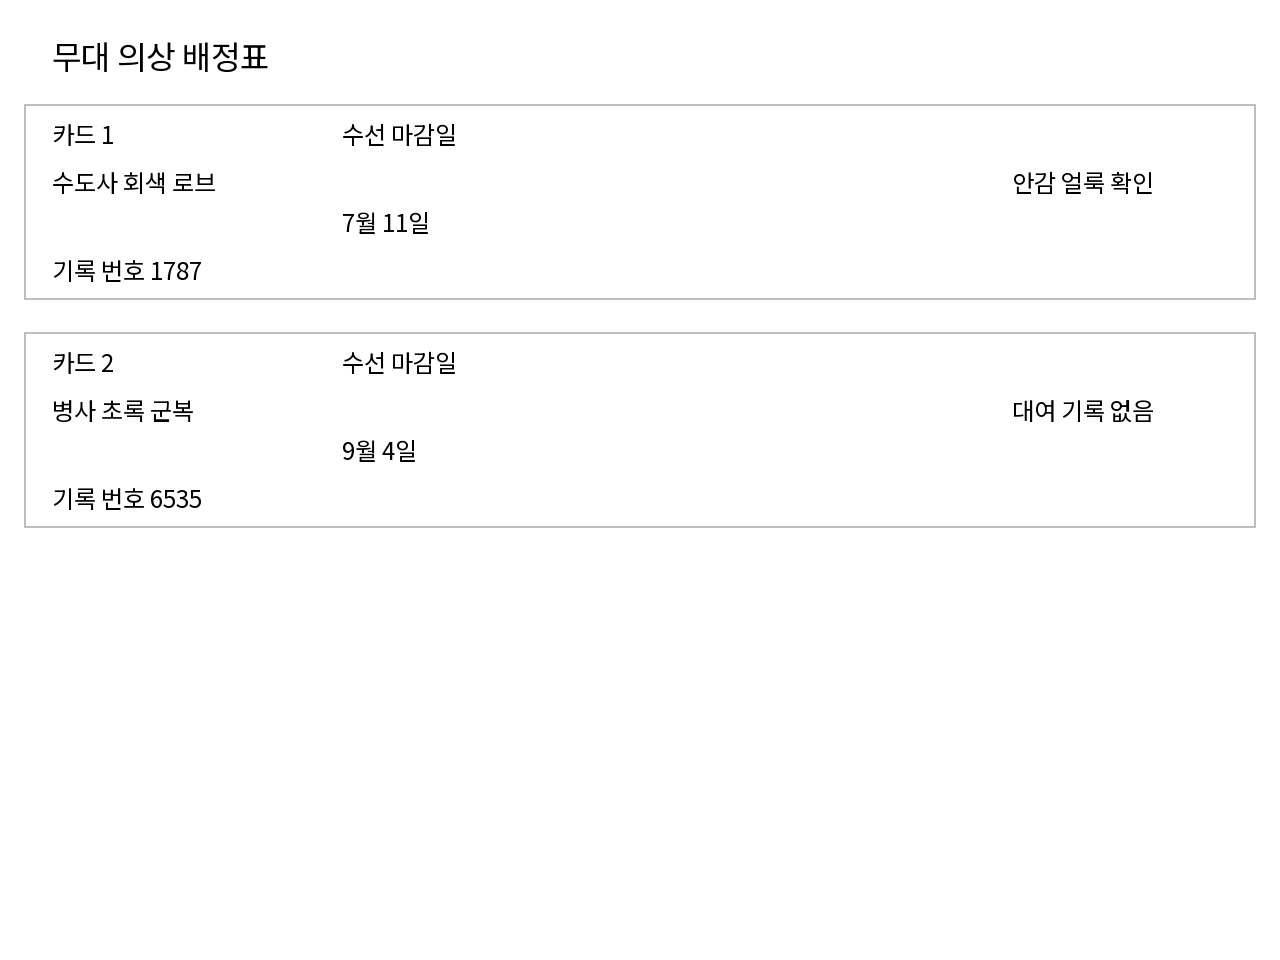 무대 의상 배정표
카드 1
수선 마감일
수도사 회색 로브
안감 얼룩 확인
7월 11일
기록 번호 1787
카드 2
수선 마감일
병사 초록 군복
대여 기록 없음
9월 4일
기록 번호 6535